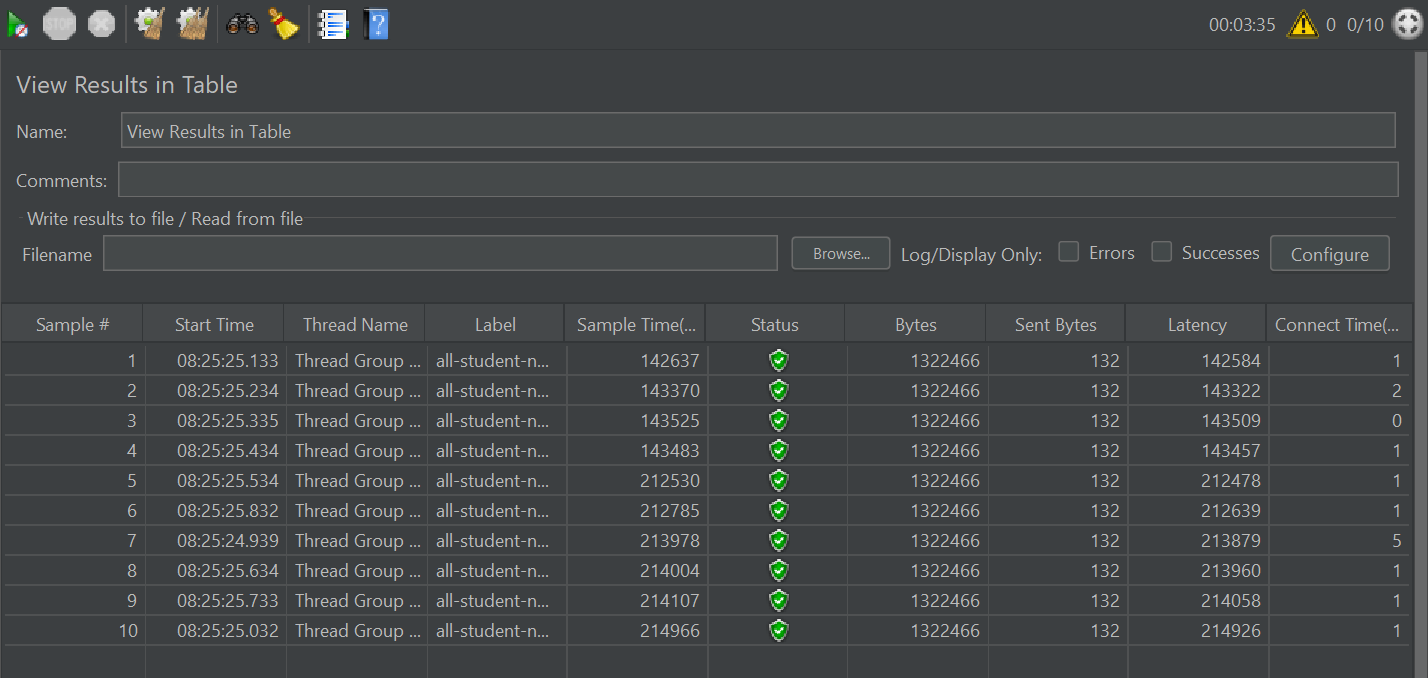 STOP 00:03:35 0 0/10
View Results in Table
Name: View Results in Table
Comments:
Write results to file / Read from file
Filename Browse... Log/Display Only: Errors Successes Configure
Sample # Start Time Thread Name Label Sample Time(... Status Bytes Sent Bytes Latency Connect Time(...
1 08:25:25.133 Thread Group ... all-student-n... 142637 1322466 132 142584 1
2 08:25:25.234 Thread Group ... all-student-n... 143370 1322466 132 143322 2
3 08:25:25.335 Thread Group ... all-student-n... 143525 1322466 132 143509 0
4 08:25:25.434 Thread Group ... all-student-n... 143483 1322466 132 143457 1
5 08:25:25.534 Thread Group ... all-student-n... 212530 1322466 132 212478 1
6 08:25:25.832 Thread Group ... all-student-n... 212785 1322466 132 212639 1
7 08:25:24.939 Thread Group ... all-student-n... 213978 1322466 132 213879 5
8 08:25:25.634 Thread Group ... all-student-n... 214004 1322466 132 213960 1
9 08:25:25.733 Thread Group ... all-student-n... 214107 1322466 132 214058 1
10 08:25:25.032 Thread Group ... all-student-n... 214966 1322466 132 214926 1